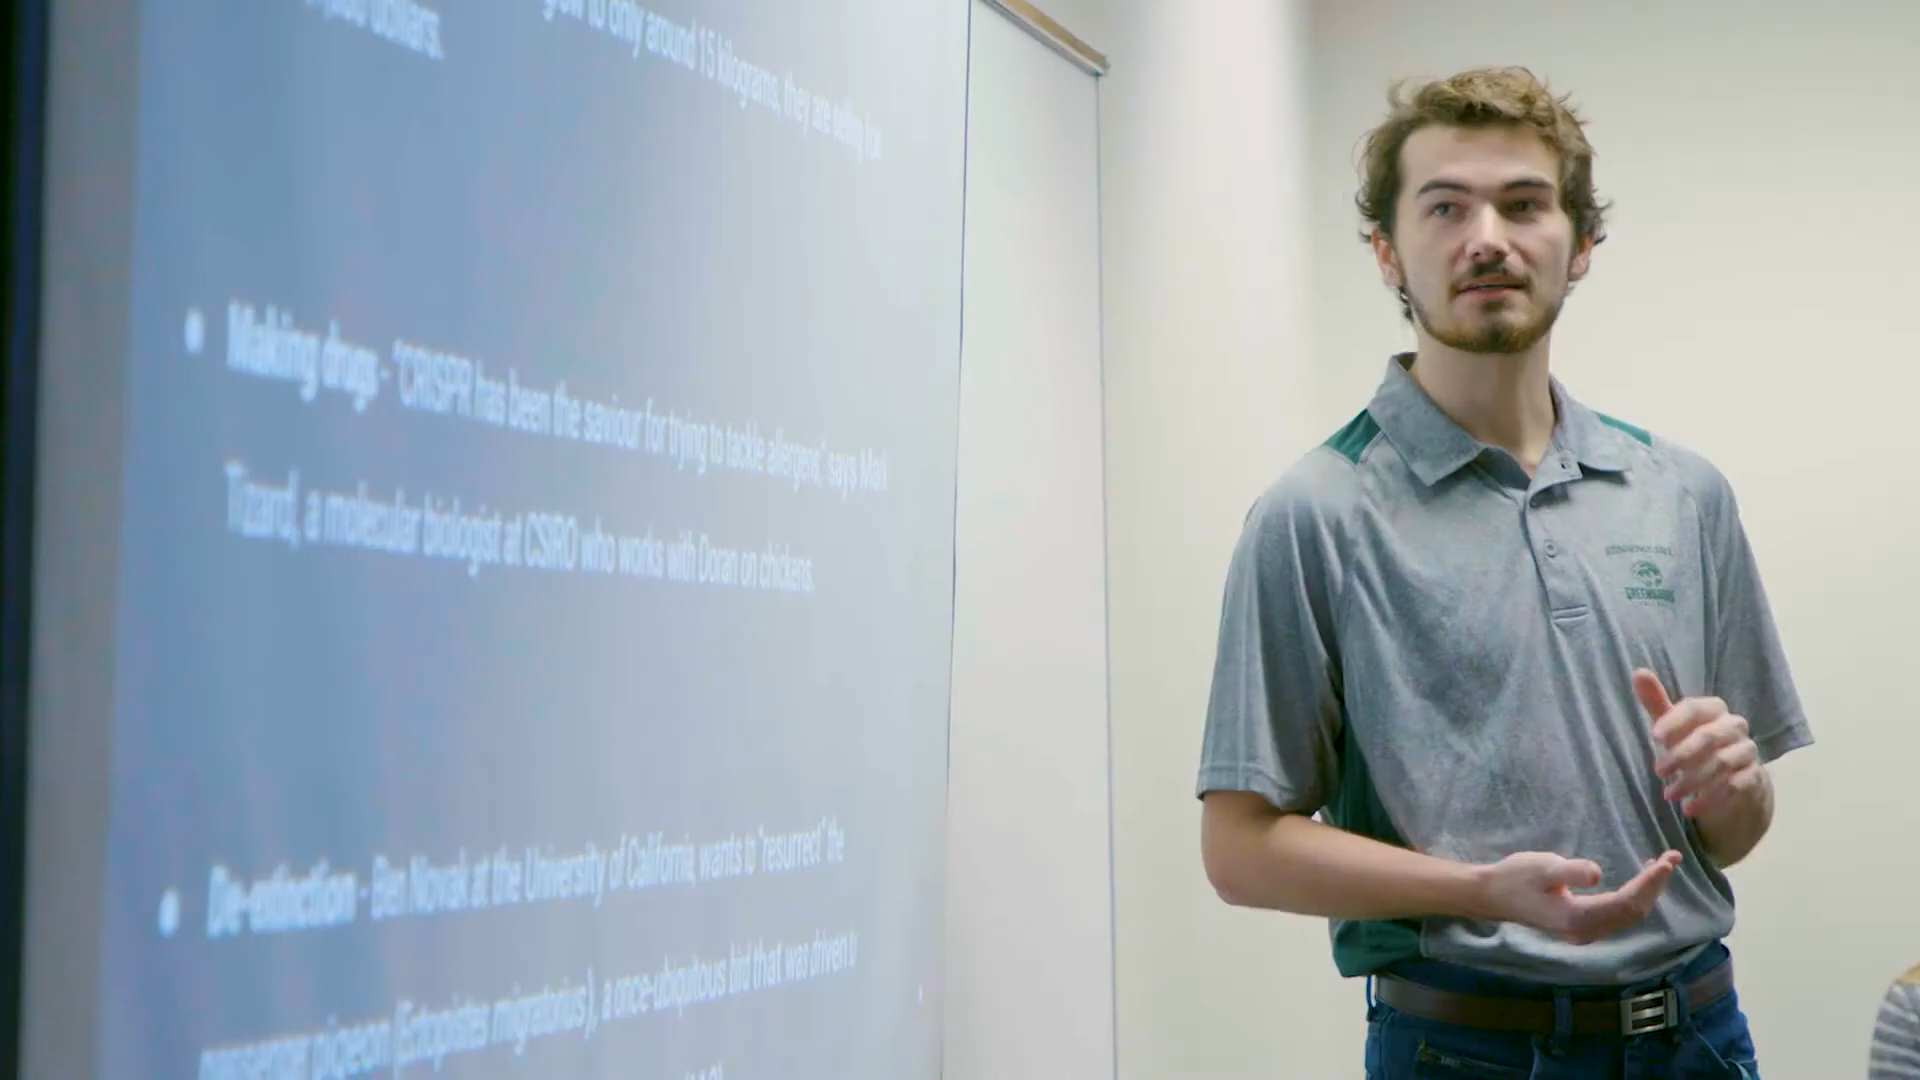 dollars.
to only around 15 kilograms, they are selling for
• Making drugs - "CRISPR has been the saviour for trying to tackle allergens," says Mark
Tizard, a molecular biologist at CSIRO who works with Doran on chickens.
• De-extinction - Ben Novak at the University of California, wants to "resurrect" the
passenger pigeon (Ectopistes migratorius), a once-ubiquitous bird that was driven t
GREENSBORO